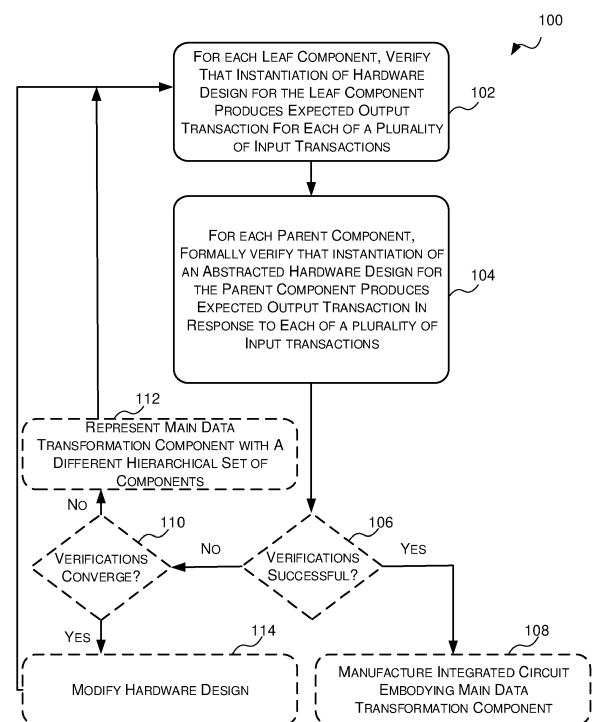 100
FOR EACH LEAF COMPONENT, VERIFY
THAT INSTANTIATION OF HARDWARE
DESIGN FOR THE LEAF COMPONENT
PRODUCES EXPECTED OUTPUT
TRANSACTION FOR EACH OF A PLURALITY
OF INPUT TRANSACTIONS
102
FOR EACH PARENT COMPONENT,
FORMALLY VERIFY THAT INSTANTIATION OF
AN ABSTRACTED HARDWARE DESIGN FOR
THE PARENT COMPONENT PRODUCES
EXPECTED OUTPUT TRANSACTION IN
RESPONSE TO EACH OF A PLURALITY OF
INPUT TRANSACTIONS
104
112
REPRESENT MAIN DATA
TRANSFORMATION COMPONENT WITH A
DIFFERENT HIERARCHICAL SET OF
COMPONENTS
NO
110
VERIFICATIONS
CONVERGE?
NO
106
VERIFICATIONS
SUCCESSFUL?
YES
YES
114
MODIFY HARDWARE DESIGN
108
MANUFACTURE INTEGRATED CIRCUIT
EMBODYING MAIN DATA
TRANSFORMATION COMPONENT